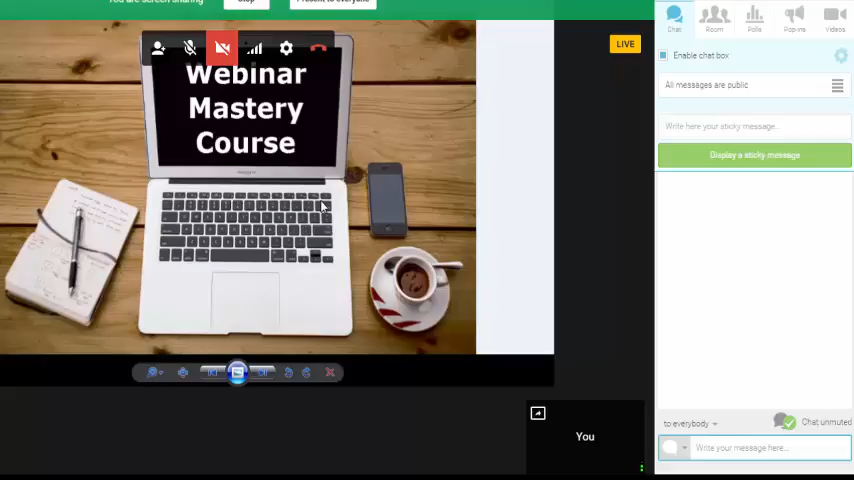 You are screen sharing
Stop
Present to everyone
LIVE
Webinar
Mastery
Course
Chat
Room
Polls
Pop-ins
Videos
Enable chat box
All messages are public
Write here your sticky message...
Display a sticky message
You
to everybody
Chat unmuted
Write your message here...